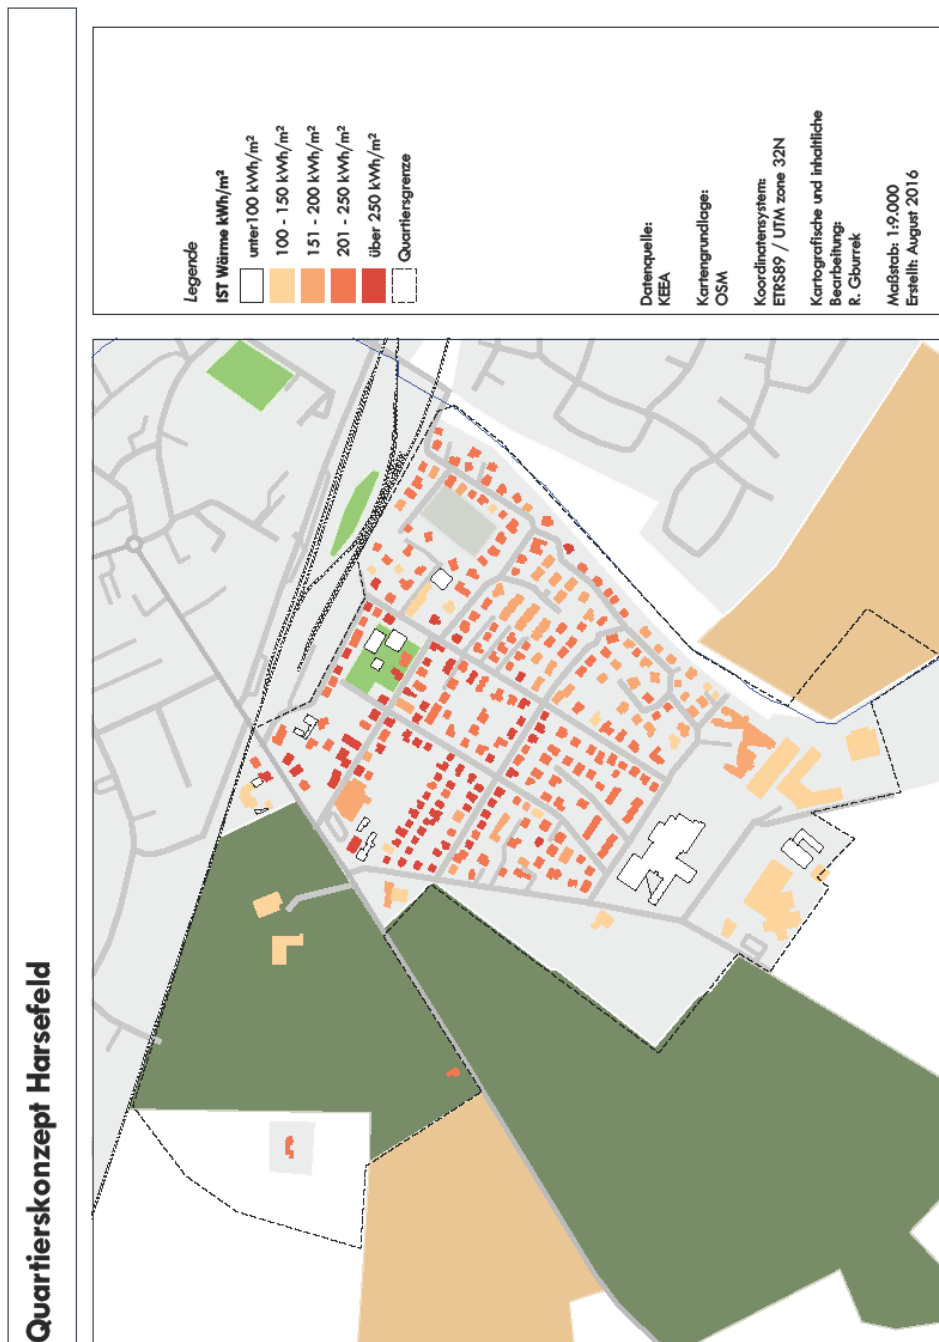 Quartierskonzept Harsefeld
Legende
IST Wärme kWh/m²
unter100 kWh/m²
100 - 150 kWh/m²
151 - 200 kWh/m²
201 - 250 kWh/m²
über 250 kWh/m²
Quartiersgrenze
Datenquelle:
KEEA
Kartengrundlage:
OSM
Koordinatensystem:
ETRS89 / UTM zone 32N
Kartografische und inhaltliche
Bearbeitung:
R. Gburrek
Maßstab: 1:9.000
Erstellt: August 2016